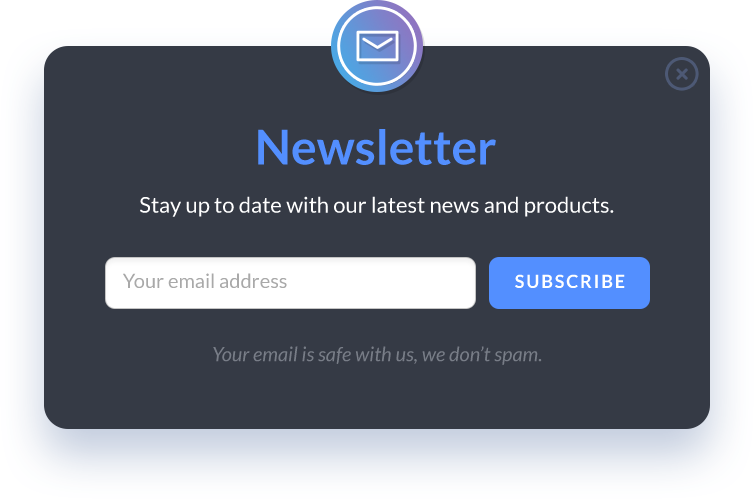 Newsletter
Stay up to date with our latest news and products.
Your email address
SUBSCRIBE
Your email is safe with us, we don’t spam.